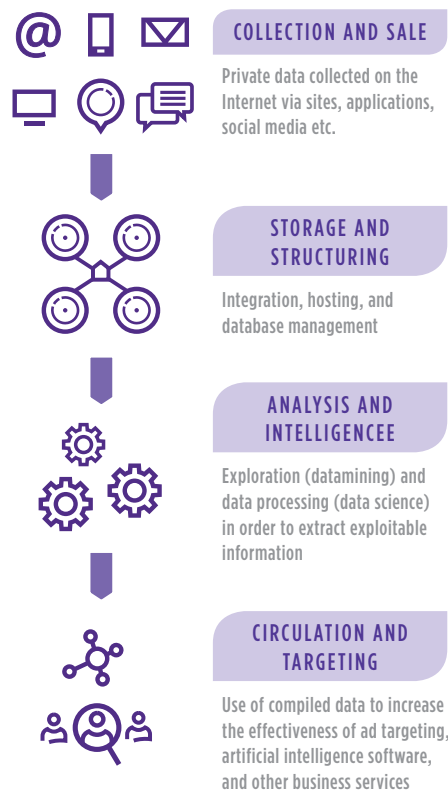 @
COLLECTION AND SALE
Private data collected on the
Internet via sites, applications,
social media etc.
STORAGE AND
STRUCTURING
Integration, hosting, and
database management
ANALYSIS AND
INTELLIGENCEE
Exploration (datamining) and
data processing (data science)
in order to extract exploitable
information
CIRCULATION AND
TARGETING
Use of compiled data to increase
the effectiveness of ad targeting,
artificial intelligence software,
and other business services